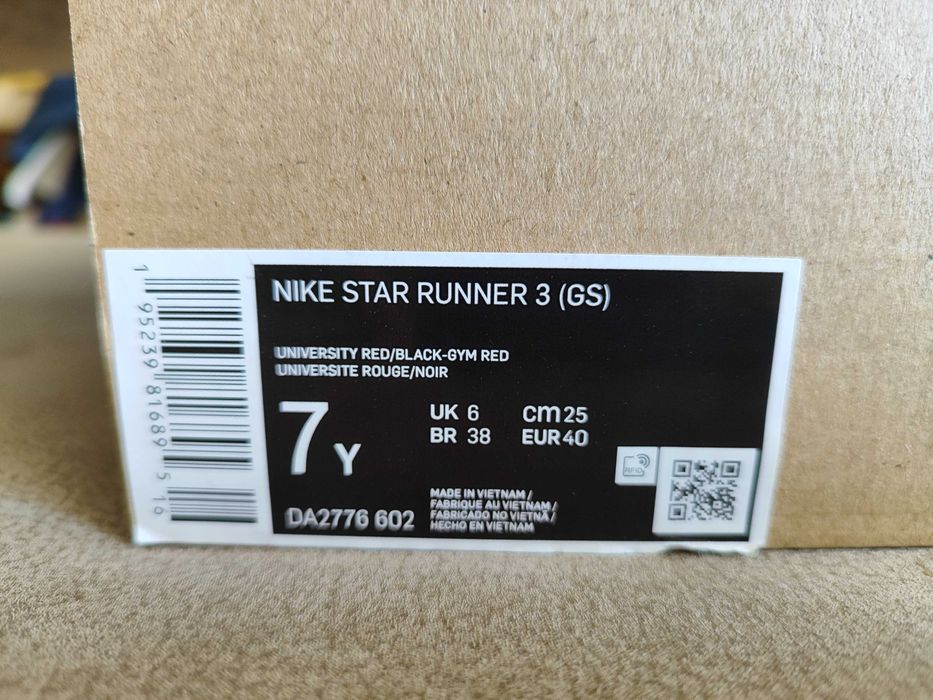 NIKE STAR RUNNER 3 (GS)
UNIVERSITY RED/BLACK-GYM RED
UNIVERSITE ROUGE/NOIR
7Y
UK 6 cm 25
BR 38 EUR 40
DA2776 602
MADE IN VIETNAM /
FABRIQUE AU VIETNAM /
FABRICADO NO VIETNÃ /
HECHO EN VIETNAM
RFID
1 95239 81689 5 16